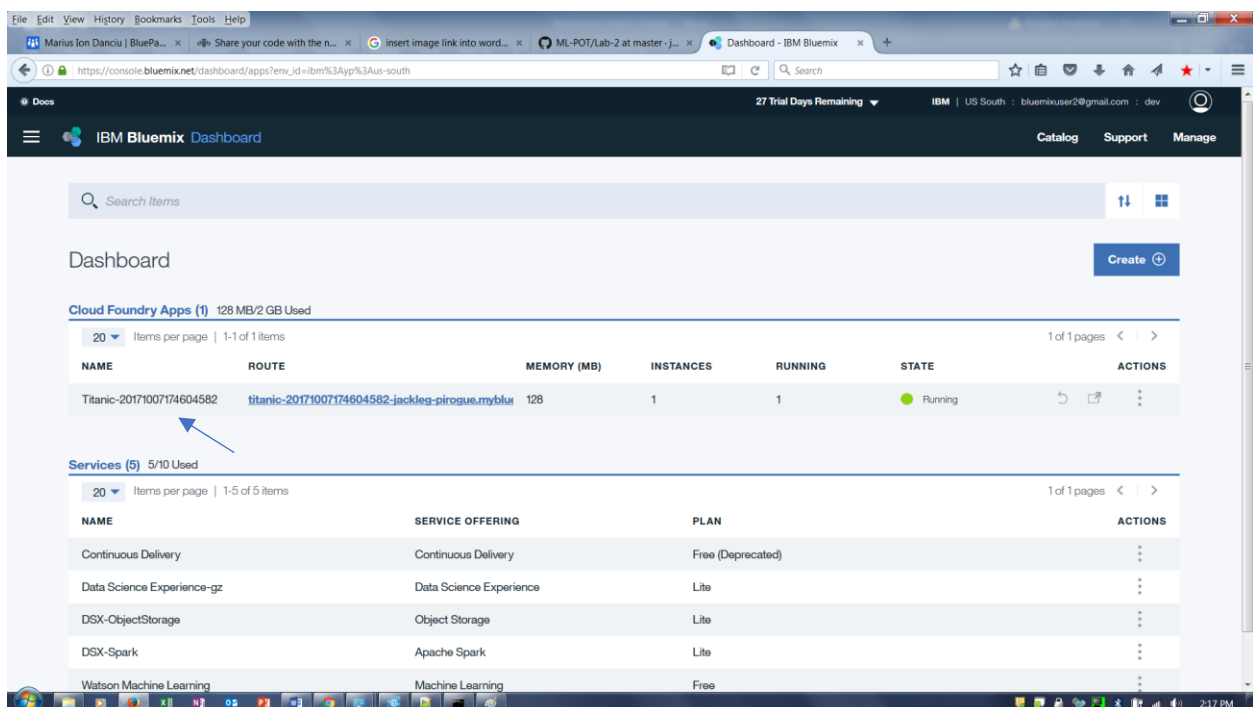 File Edit View History Bookmarks Tools Help
Marius Ion Danciu | BluePa... × Share your code with the n... × insert image link into word... × ML-POT/Lab-2 at master · j... × Dashboard - IBM Bluemix × +
https://console.bluemix.net/dashboard/apps?env_id=ibm%3Ayp%3Aus-south Search
Docs 27 Trial Days Remaining IBM | US South : bluemixuser2@gmail.com : dev
IBM Bluemix Dashboard Catalog Support Manage
Search Items
Dashboard Create
Cloud Foundry Apps (1) 128 MB/2 GB Used
20 Items per page | 1-1 of 1 items 1 of 1 pages < | >
NAME ROUTE MEMORY (MB) INSTANCES RUNNING STATE ACTIONS
Titanic-20171007174604582 titanic-20171007174604582-jackleg-pirogue.myblu 128 1 1 Running
Services (5) 5/10 Used
20 Items per page | 1-5 of 5 items 1 of 1 pages < | >
NAME SERVICE OFFERING PLAN ACTIONS
Continuous Delivery Continuous Delivery Free (Deprecated)
Data Science Experience-gz Data Science Experience Lite
DSX-ObjectStorage Object Storage Lite
DSX-Spark Apache Spark Lite
Watson Machine Learning Machine Learning Free
2:17 PM